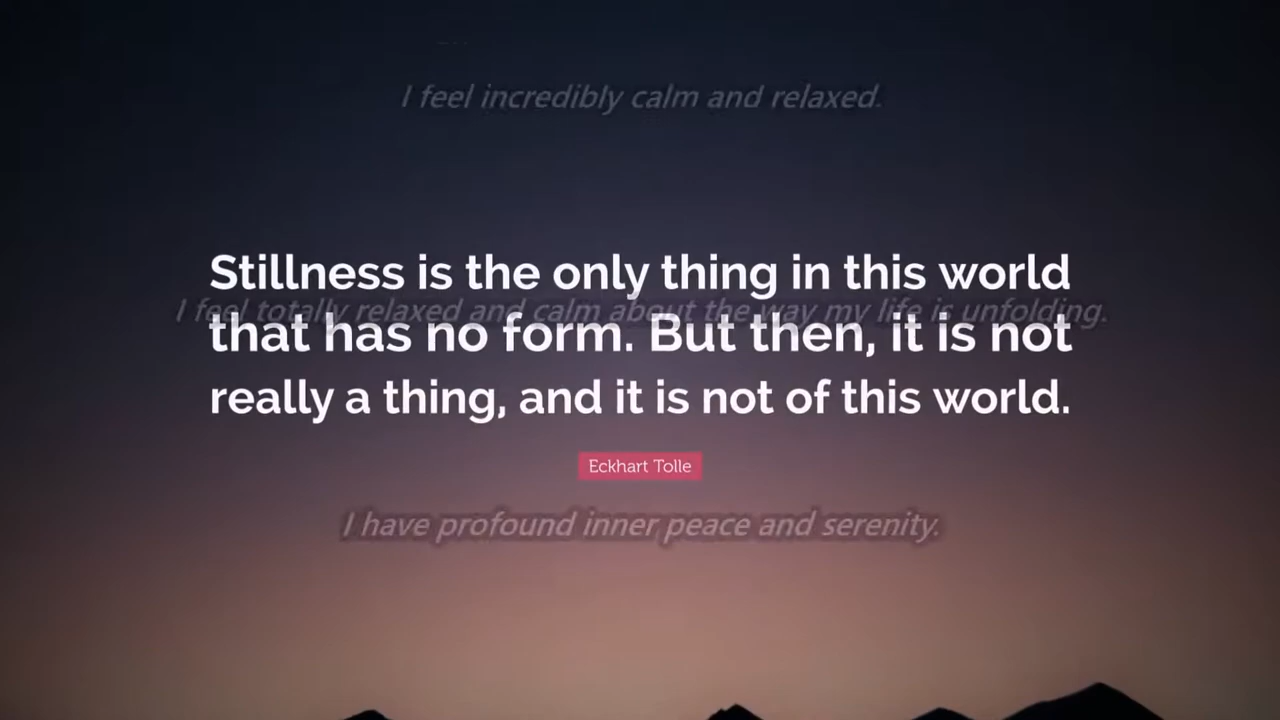 I feel incredibly calm and relaxed.
Stillness is the only thing in this world
I feel totally relaxed and calm about the way my life is unfolding.
that has no form. But then, it is not
really a thing, and it is not of this world.
Eckhart Tolle
I have profound inner peace and serenity.